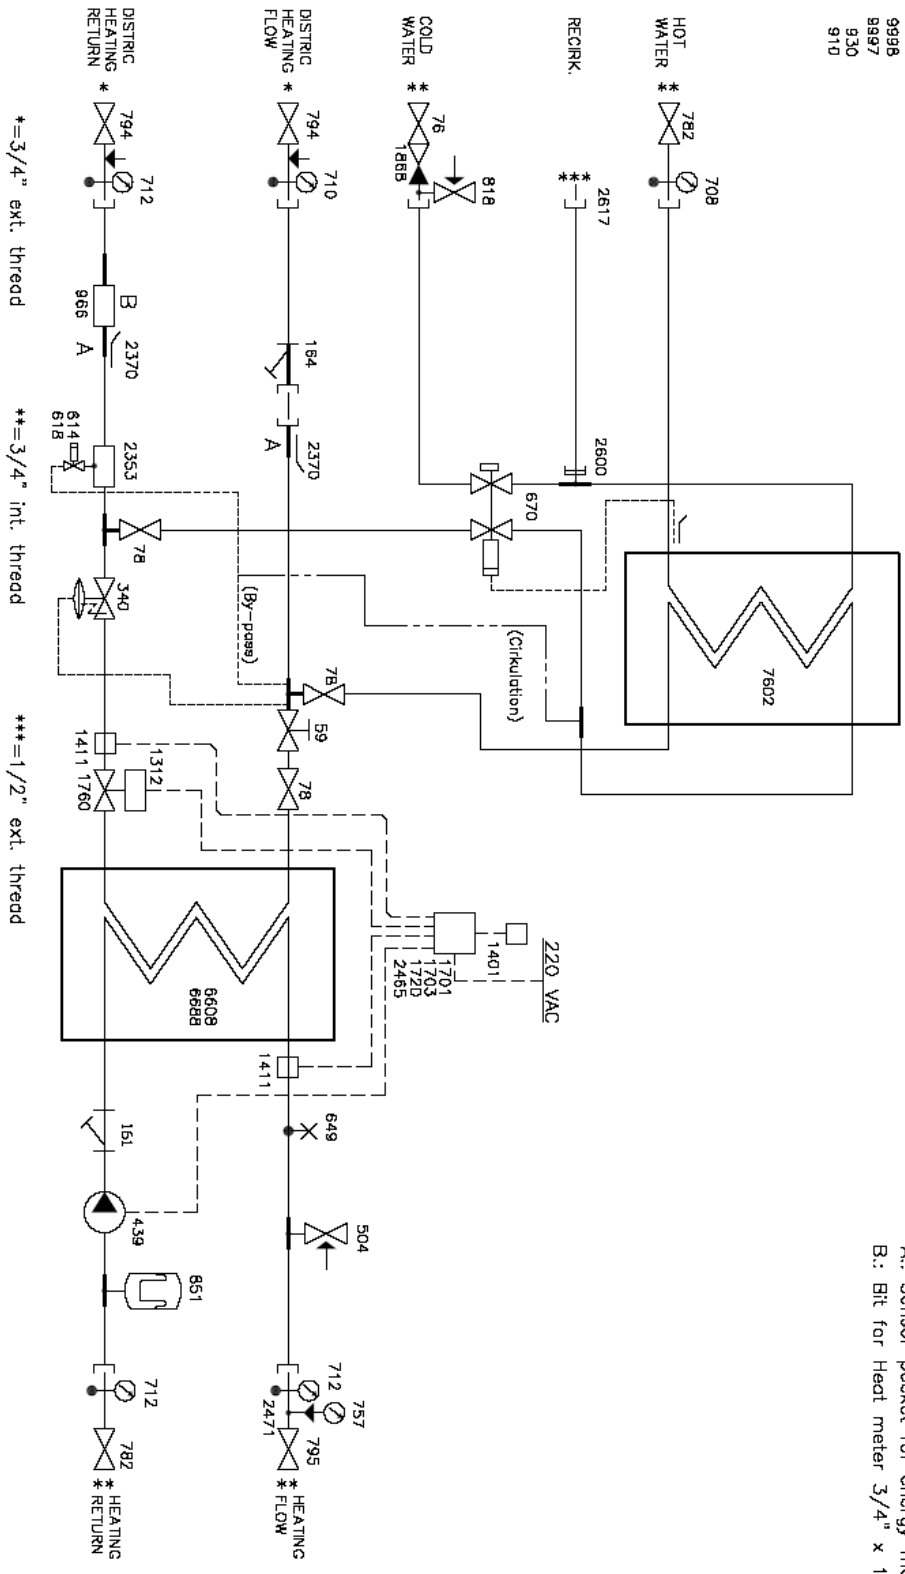 9998
9997
930
910
HOT
WATER
**
782
708
RECIRK.
***
2617
COLD
WATER
**
76
186B
818
DISTRIC
HEATING
FLOW
*
794
710
DISTRIC
HEATING
RETURN
*
794
712
B
966
A
2370
164
A
2370
614
618
2353
2600
670
78
340
(By-pass)
(Cirkulation)
78
59
78
7602
1411
1760
1312
220 VAC
1401
1701
1703
1720
2465
6608
6688
1411
649
161
439
504
851
712
757
2471
795
* HEATING
* FLOW
712
782
* HEATING
* RETURN
*=3/4" ext. thread
**=3/4" int. thread
***=1/2" ext. thread
B.: Bit for Heat meter 3/4" x 1